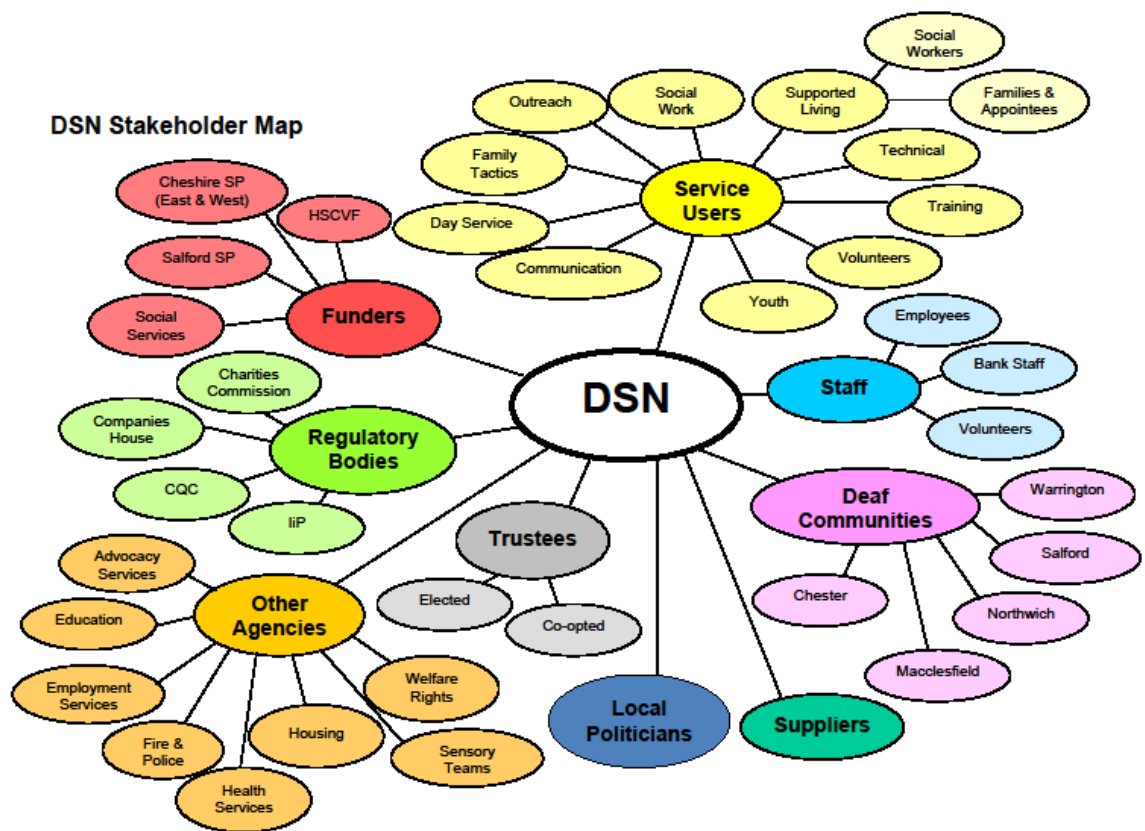 DSN Stakeholder Map
Social
Workers
Outreach
Social
Work
Supported
Living
Families &
Appointees
Family
Tactics
Technical
Service
Users
Training
Day Service
Communication
Volunteers
Youth
Cheshire SP
(East & West)
HSCVF
Salford SP
Social
Services
Funders
Employees
Bank Staff
Staff
Volunteers
DSN
Charities
Commission
Companies
House
Regulatory
Bodies
CQC
IiP
Deaf
Communities
Warrington
Salford
Chester
Northwich
Macclesfield
Trustees
Elected
Co-opted
Advocacy
Services
Education
Other
Agencies
Employment
Services
Fire &
Police
Health
Services
Housing
Welfare
Rights
Sensory
Teams
Local
Politicians
Suppliers